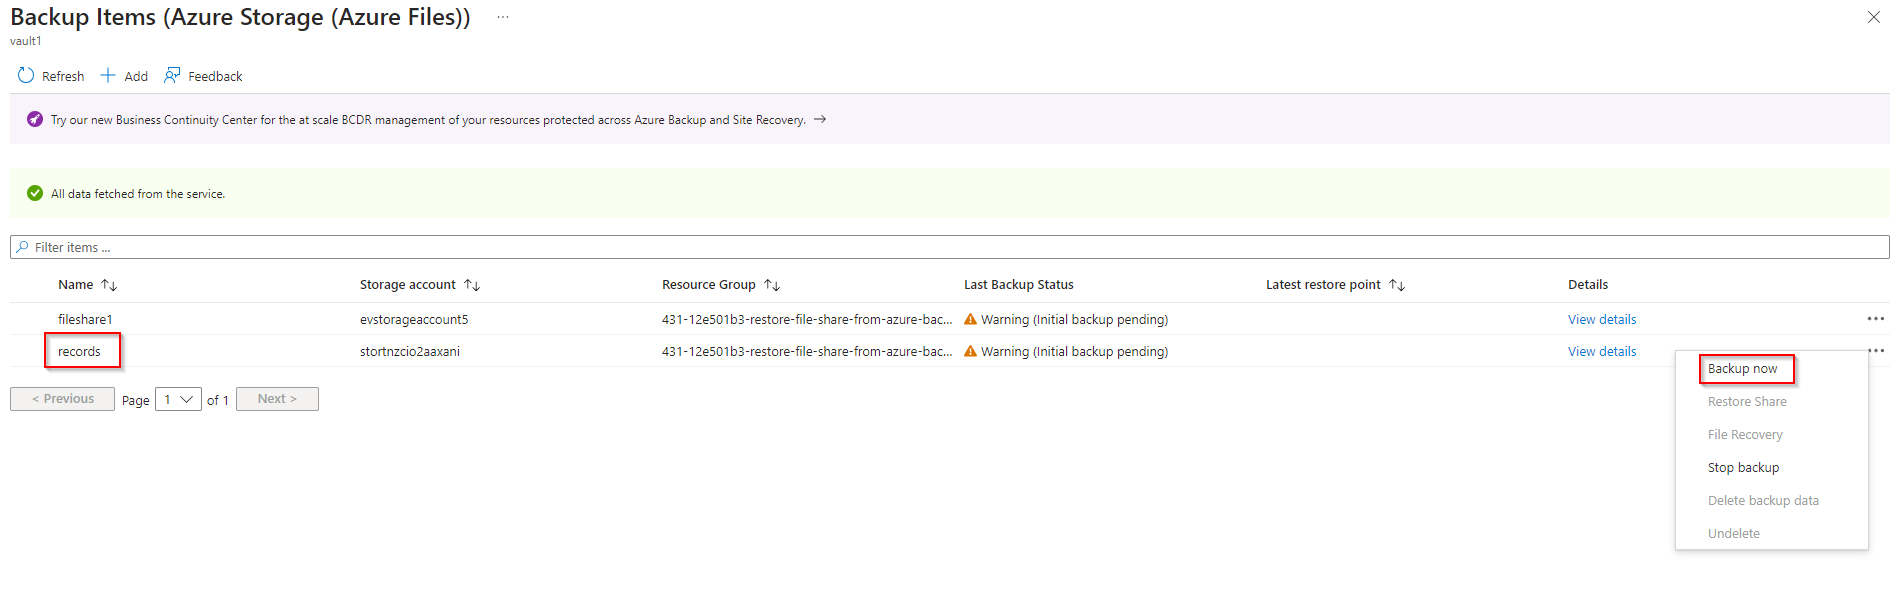 Backup Items (Azure Storage (Azure Files)) ...
vault1
Refresh Add Feedback
Try our new Business Continuity Center for the at scale BCDR management of your resources protected across Azure Backup and Site Recovery. →
All data fetched from the service.
Filter items ...
Name ↑↓ Storage account ↑↓ Resource Group ↑↓ Last Backup Status Latest restore point ↑↓ Details
fileshare1 evstorageaccount5 431-12e501b3-restore-file-share-from-azure-bac... Warning (Initial backup pending) View details ...
records stortnzcio2aaxani 431-12e501b3-restore-file-share-from-azure-bac... Warning (Initial backup pending) View details ...
Backup now
Restore Share
File Recovery
Stop backup
Delete backup data
Undelete
< Previous Page 1 of 1 Next >